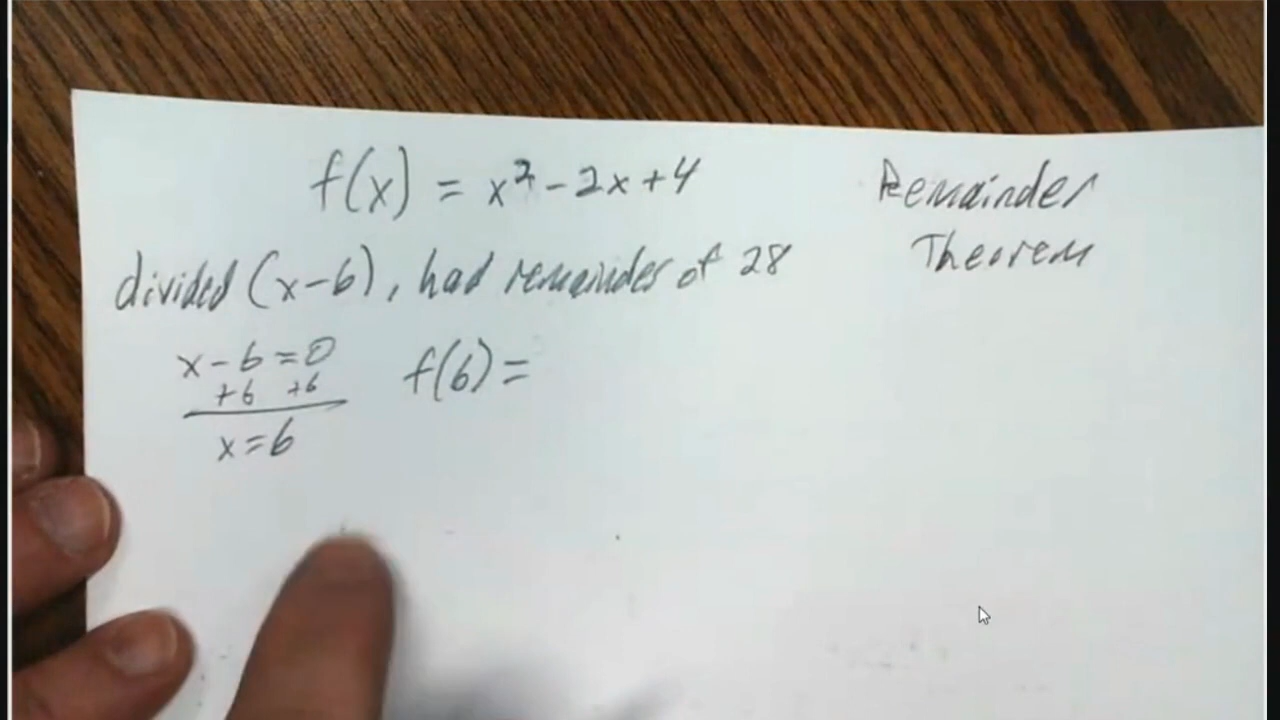 f(x) = x² - 2x + 4
Remainder
Theorem
divided (x-6), had remainder of 28
x - 6 = 0
+6 +6
x = 6
f(6) =